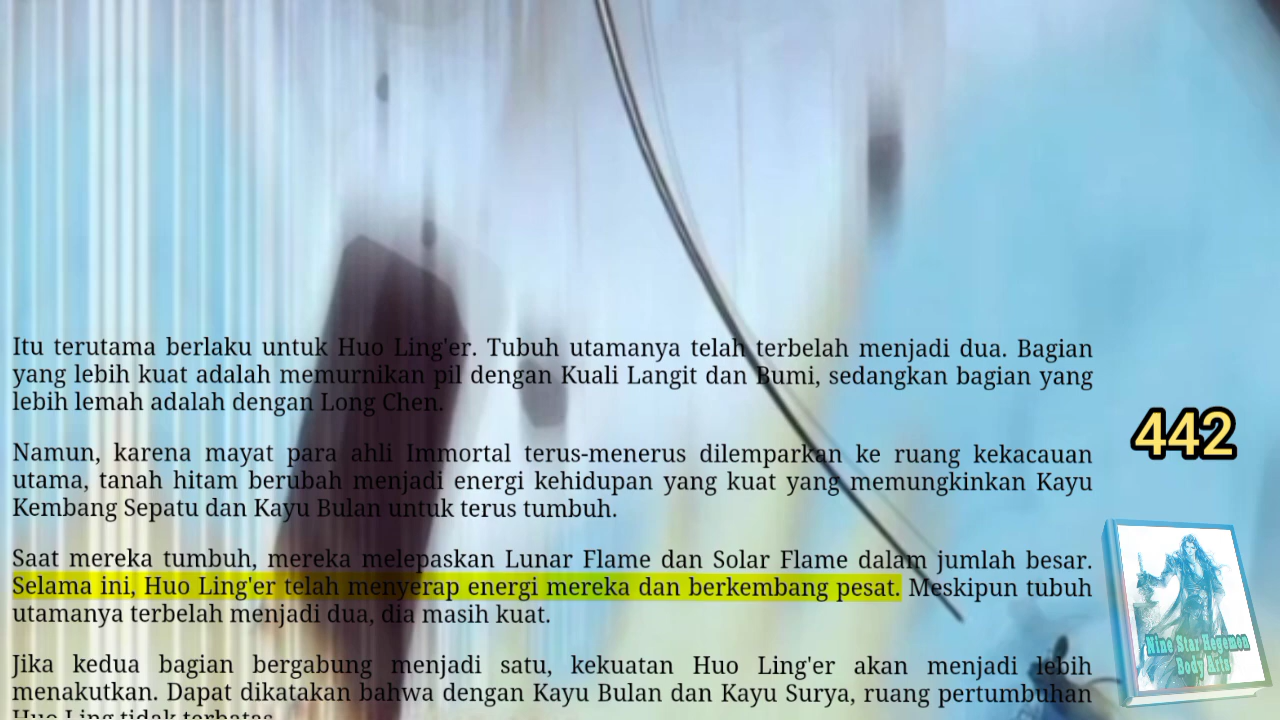 Itu terutama berlaku untuk Huo Ling'er. Tubuh utamanya telah terbelah menjadi dua. Bagian
yang lebih kuat adalah memurnikan pil dengan Kuali Langit dan Bumi, sedangkan bagian yang
lebih lemah adalah dengan Long Chen.
Namun, karena mayat para ahli Immortal terus-menerus dilemparkan ke ruang kekacauan
utama, tanah hitam berubah menjadi energi kehidupan yang kuat yang memungkinkan Kayu
Kembang Sepatu dan Kayu Bulan untuk terus tumbuh.
Saat mereka tumbuh, mereka melepaskan Lunar Flame dan Solar Flame dalam jumlah besar.
Selama ini, Huo Ling'er telah menyerap energi mereka dan berkembang pesat. Meskipun tubuh
utamanya terbelah menjadi dua, dia masih kuat.
Jika kedua bagian bergabung menjadi satu, kekuatan Huo Ling'er akan menjadi lebih
menakutkan. Dapat dikatakan bahwa dengan Kayu Bulan dan Kayu Surya, ruang pertumbuhan
Huo Ling tidak terbatas.
442
Nine Star Hegemon
Body Arts